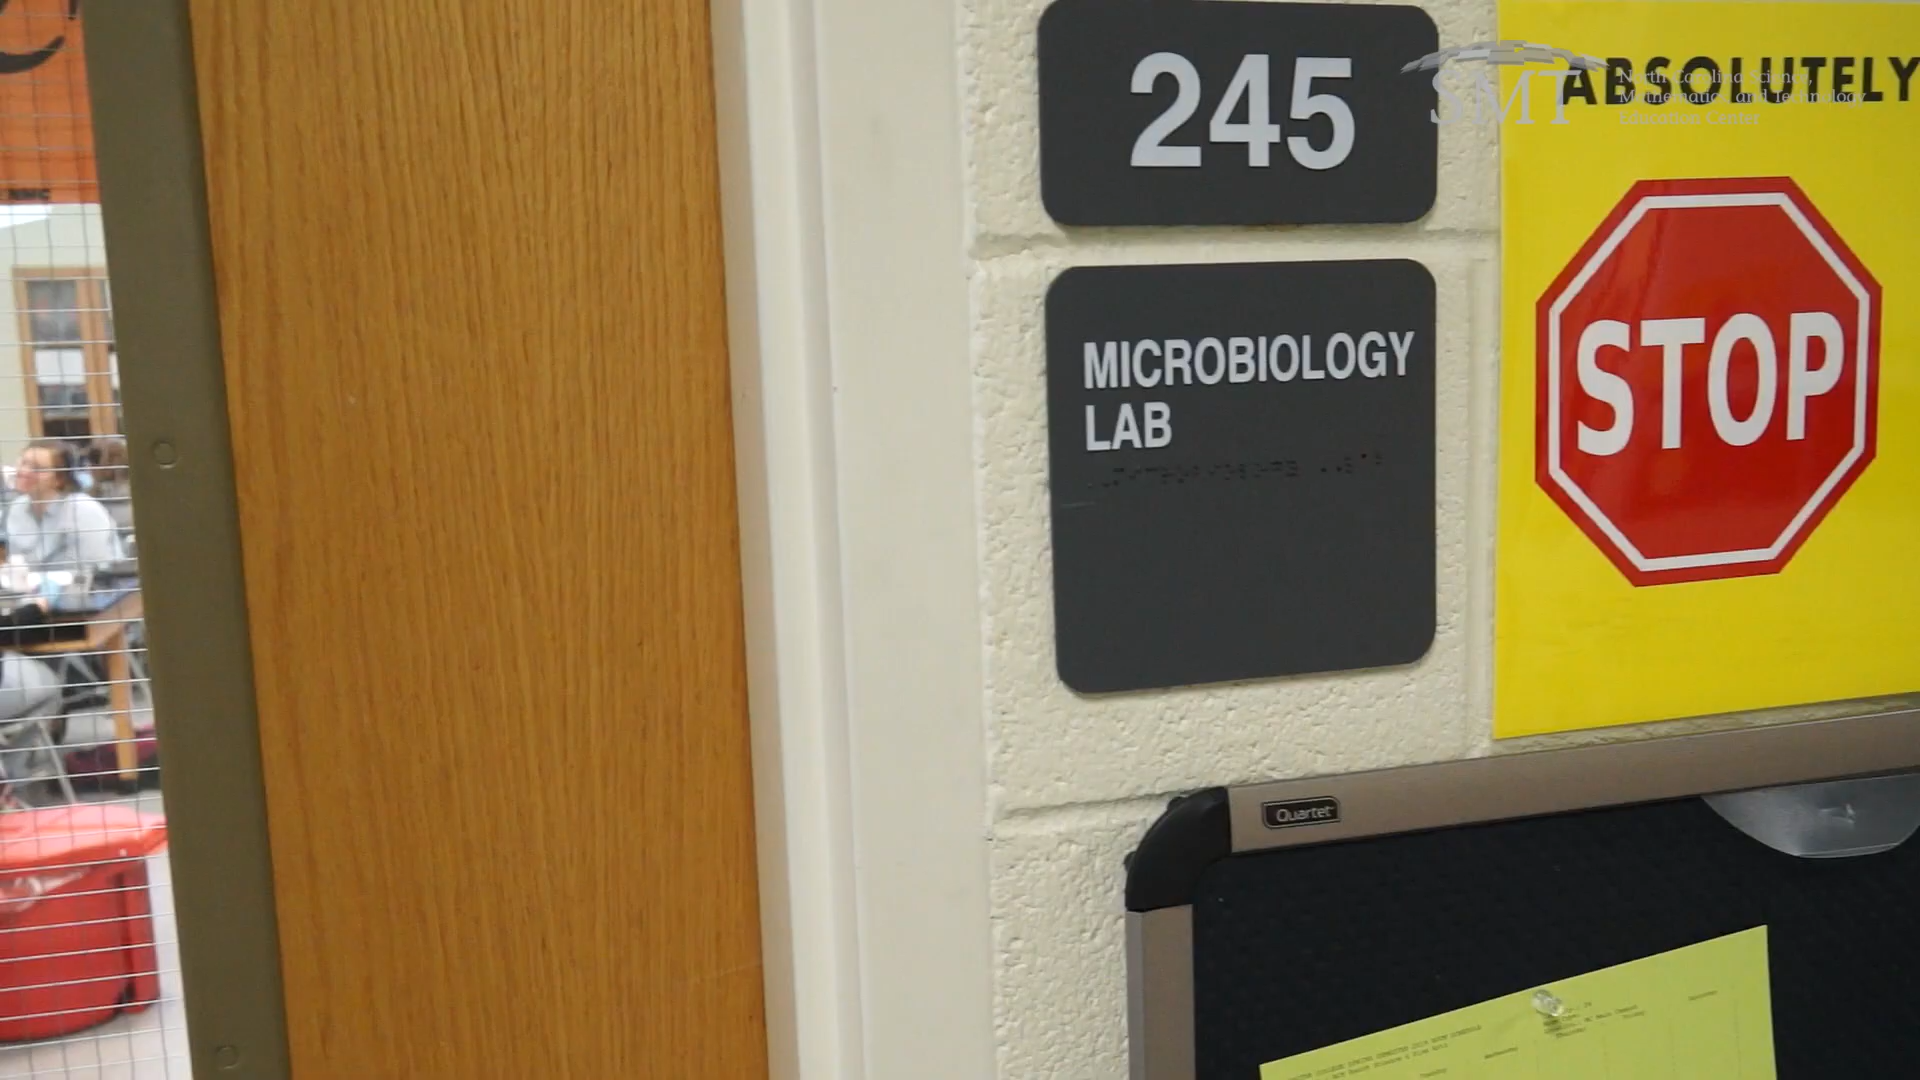 245
MICROBIOLOGY
LAB
ABSOLUTELY
STOP
SMT
North Carolina Science,
Mathematics, and Technology
Education Center
Quartet